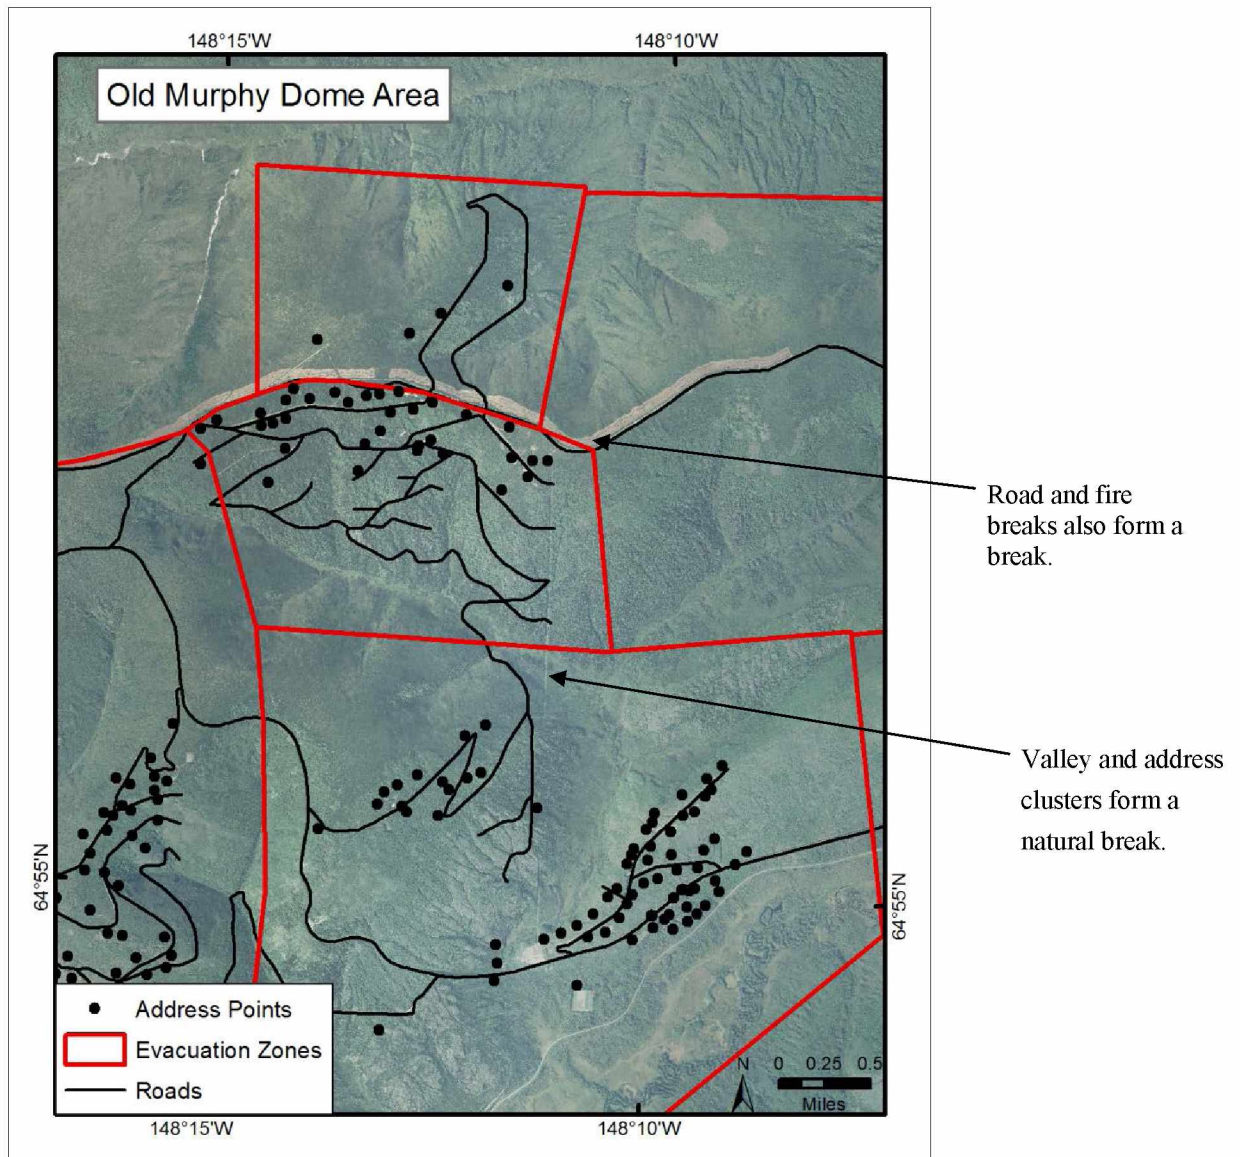 148°15'W
148°10'W
Old Murphy Dome Area
Road and fire
breaks also form a
break.
Valley and address
clusters form a
natural break.
64°55'N
64°55'N
Address Points
Evacuation Zones
Roads
N
0 0.25 0.5
Miles
148°15'W
148°10'W